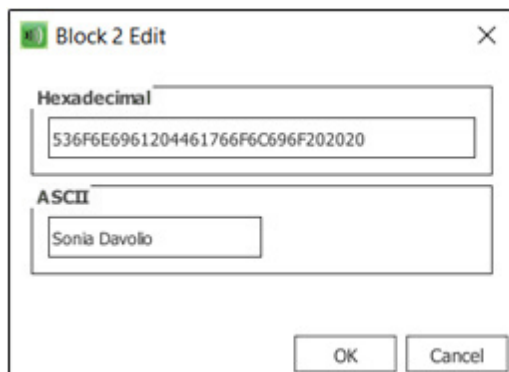 Block 2 Edit
Hexadecimal
536F6E6961204461766F6C696F202020
ASCII
Sonia Davolio
OK Cancel